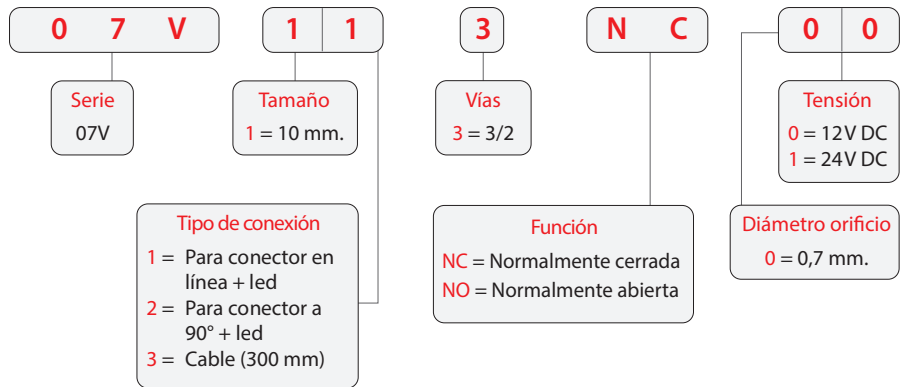 0 7 V 1 1 3 N C 0 0
Serie
07V
Tamaño
1 = 10 mm.
Vías
3 = 3/2
Tensión
0 = 12V DC
1 = 24V DC
Tipo de conexión
1 = Para conector en
línea + led
2 = Para conector a
90° + led
3 = Cable (300 mm)
Función
NC = Normalmente cerrada
NO = Normalmente abierta
Diámetro orificio
0 = 0,7 mm.